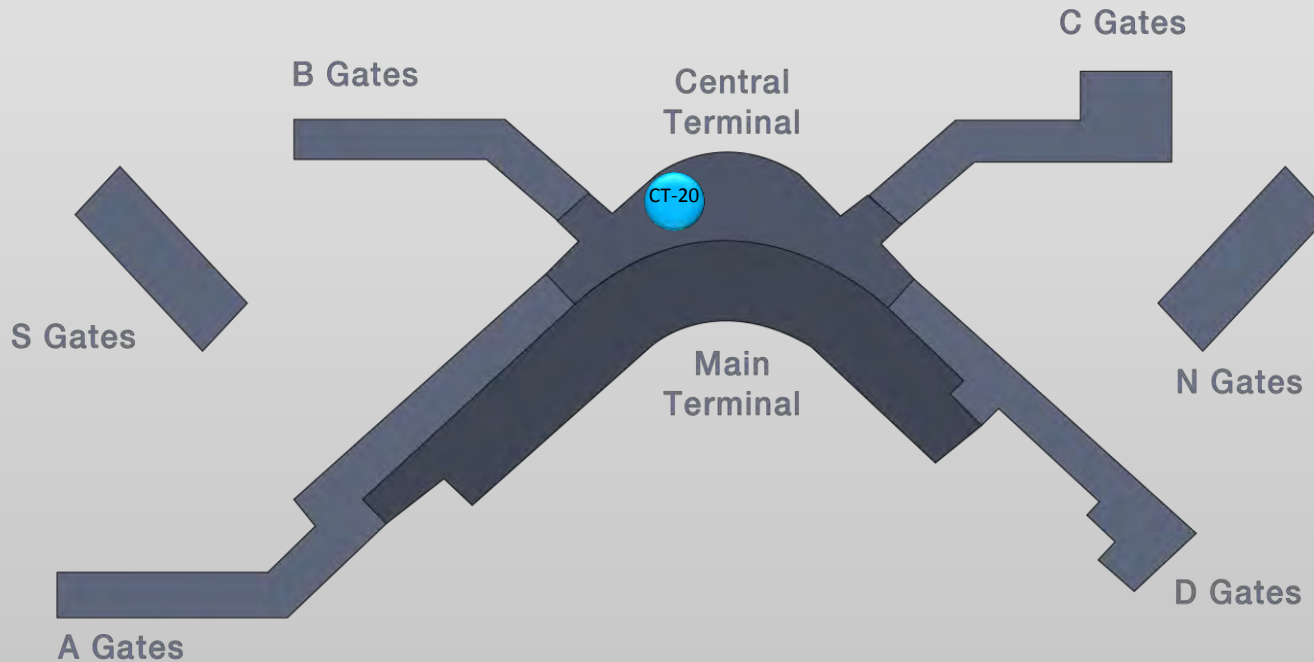 C Gates
B Gates
Central
Terminal
CT-20
S Gates
Main
Terminal
N Gates
D Gates
A Gates